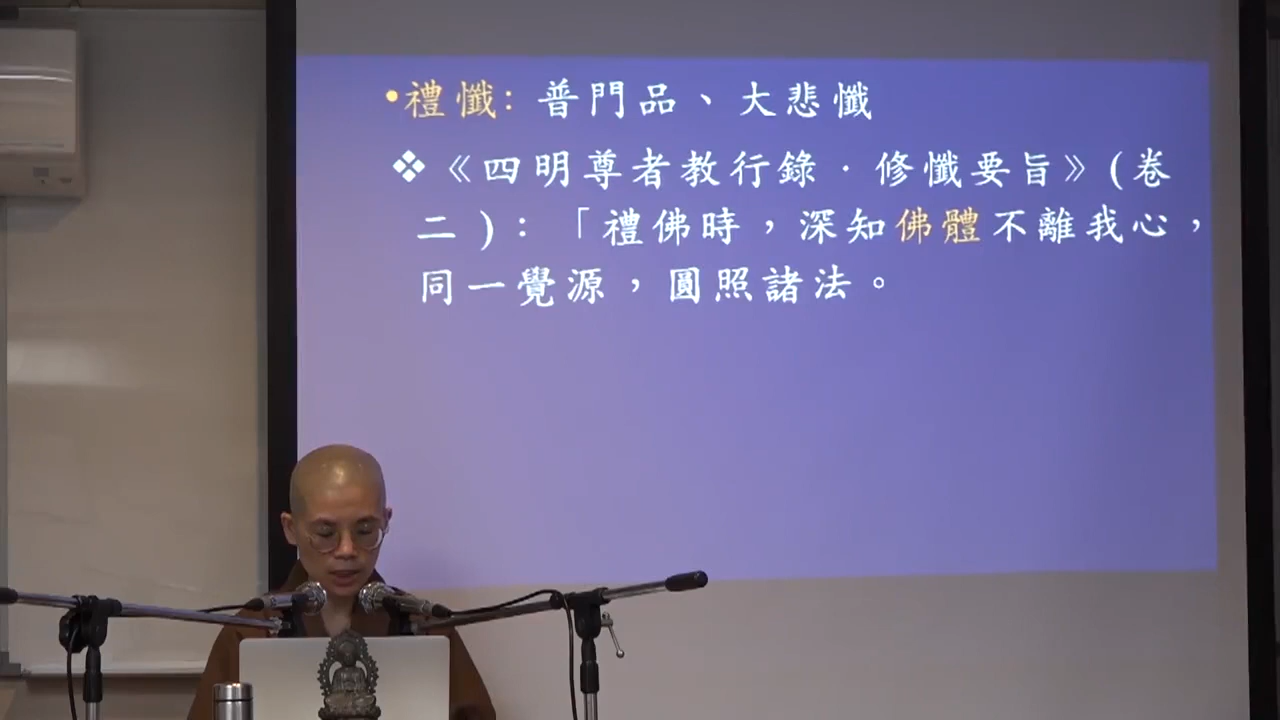 •禮懺: 普門品、大悲懺
❖《四明尊者教行錄．修懺要旨》(卷
二)：「禮佛時，深知佛體不離我心，
同一覺源，圓照諸法。